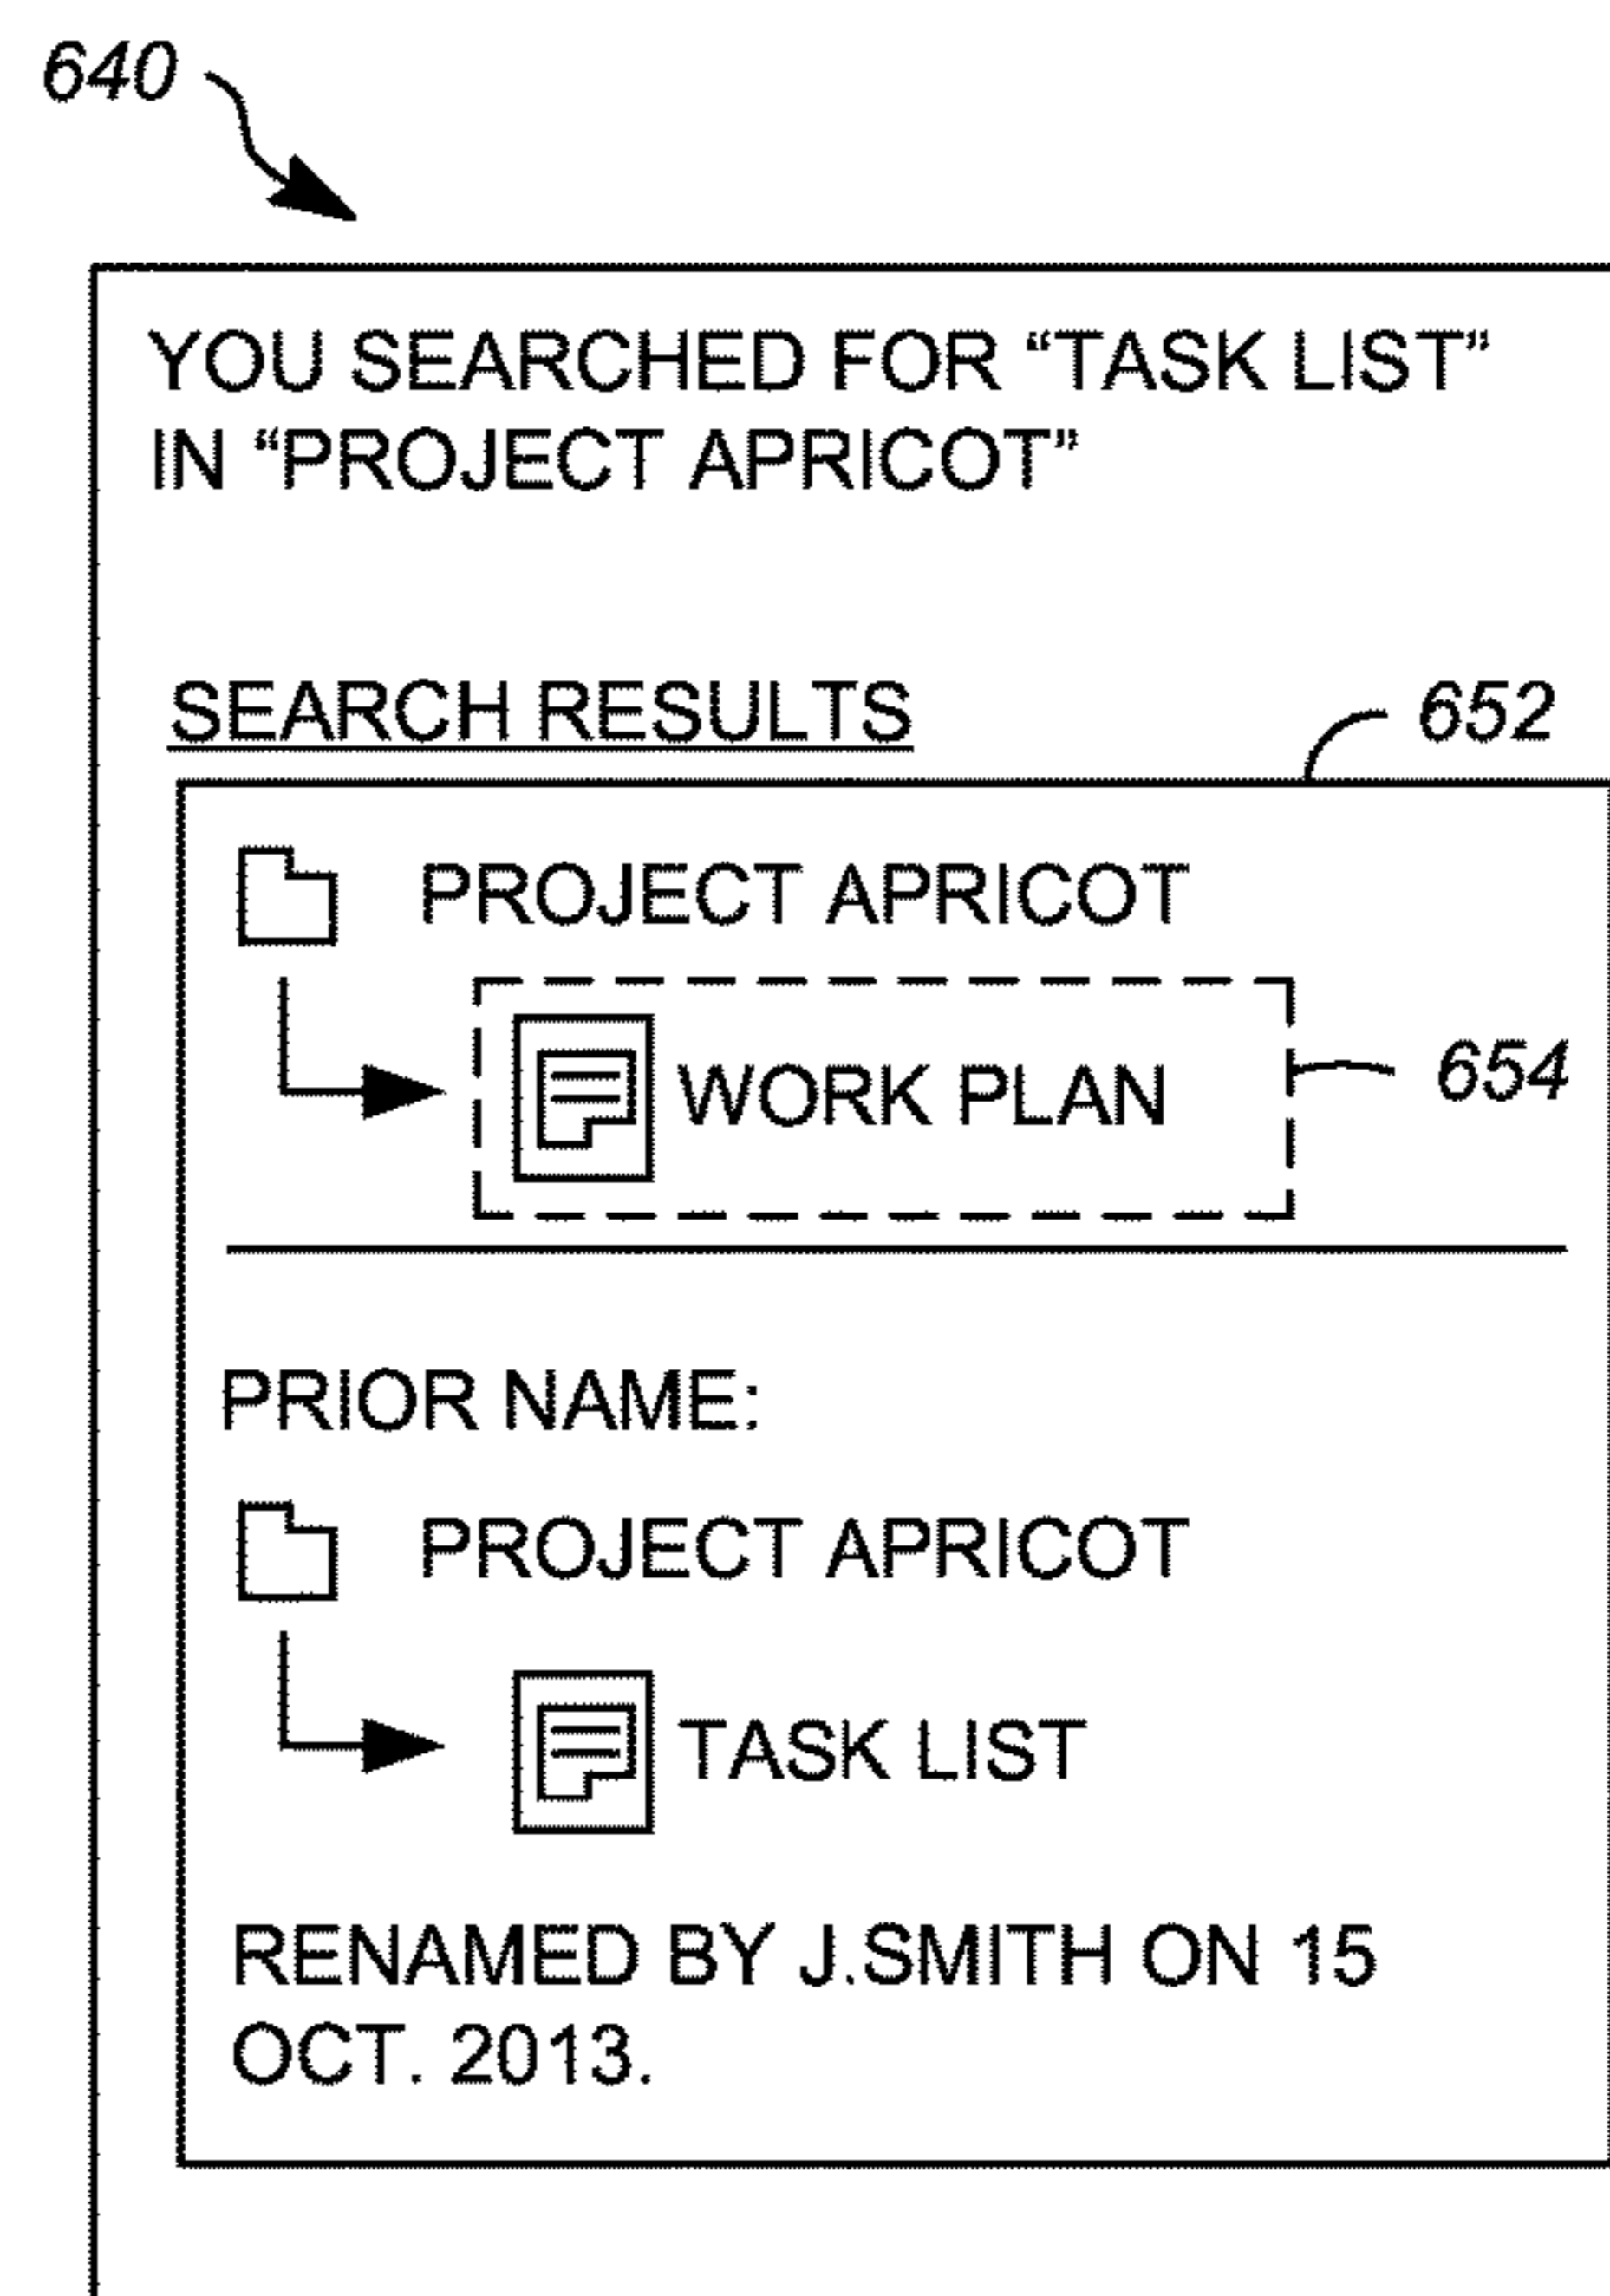 640
YOU SEARCHED FOR “TASK LIST”
IN “PROJECT APRICOT”
SEARCH RESULTS
652
PROJECT APRICOT
WORK PLAN
654
PRIOR NAME:
PROJECT APRICOT
TASK LIST
RENAMED BY J.SMITH ON 15
OCT. 2013.